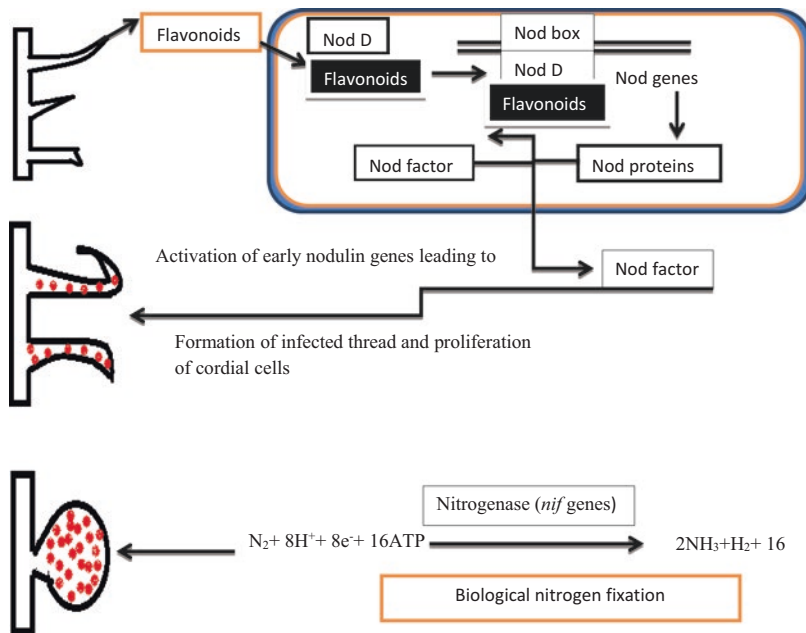 Flavonoids
Nod D
Flavonoids
Nod box
Nod D
Flavonoids
Nod genes
Nod factor
Nod proteins
Activation of early nodulin genes leading to
Nod factor
Formation of infected thread and proliferation
of cordial cells
Nitrogenase (nif genes)
N₂+ 8H⁺+ 8e⁻+ 16ATP
2NH₃+H₂+ 16
Biological nitrogen fixation